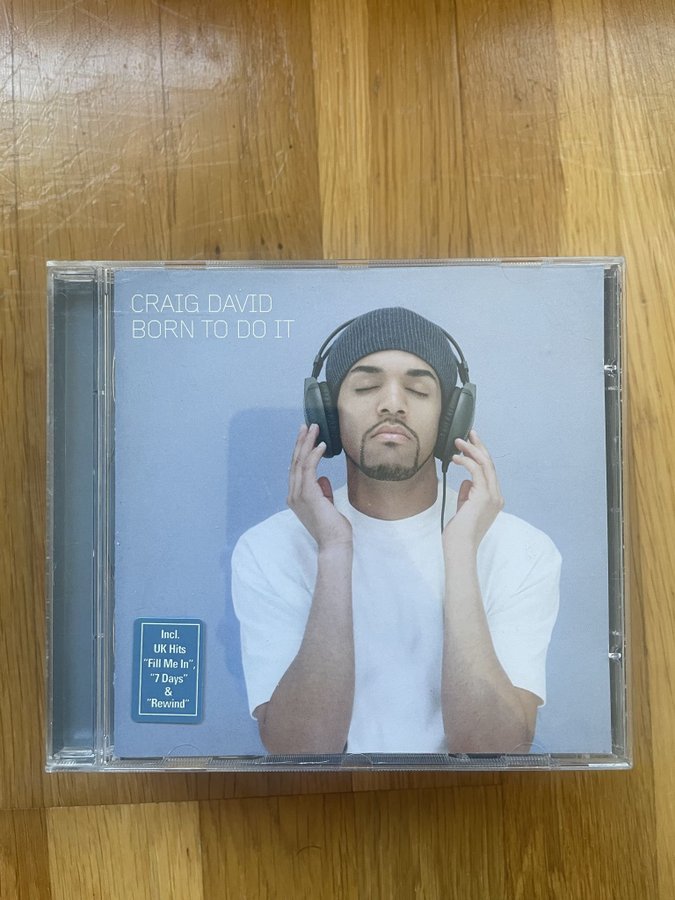 CRAIG DAVID
BORN TO DO IT
Incl.
UK Hits
"Fill Me In",
"7 Days"
&
"Rewind"